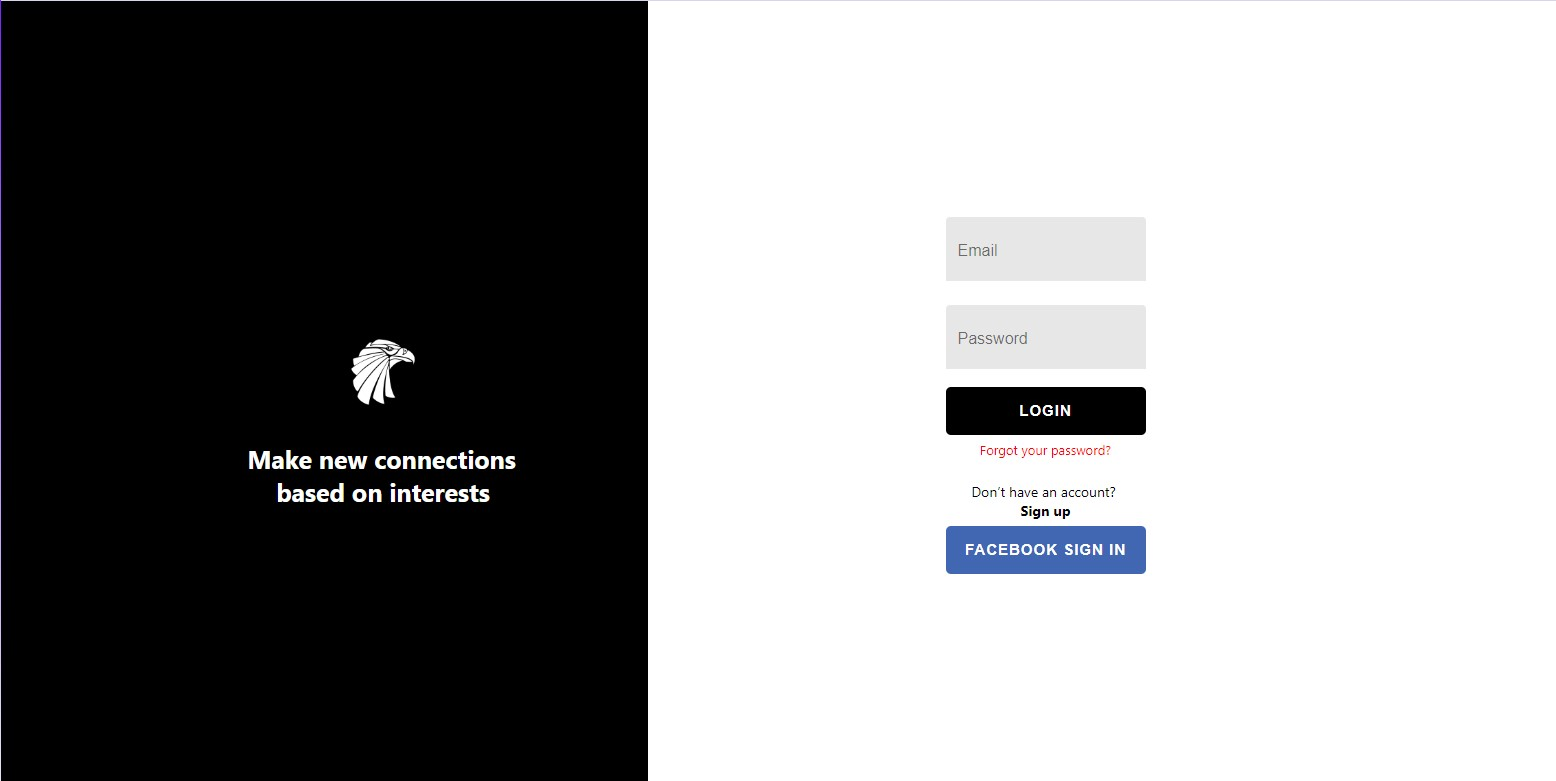 Make new connections
based on interests
Email
Password
LOGIN
Forgot your password?
Don't have an account?
Sign up
FACEBOOK SIGN IN